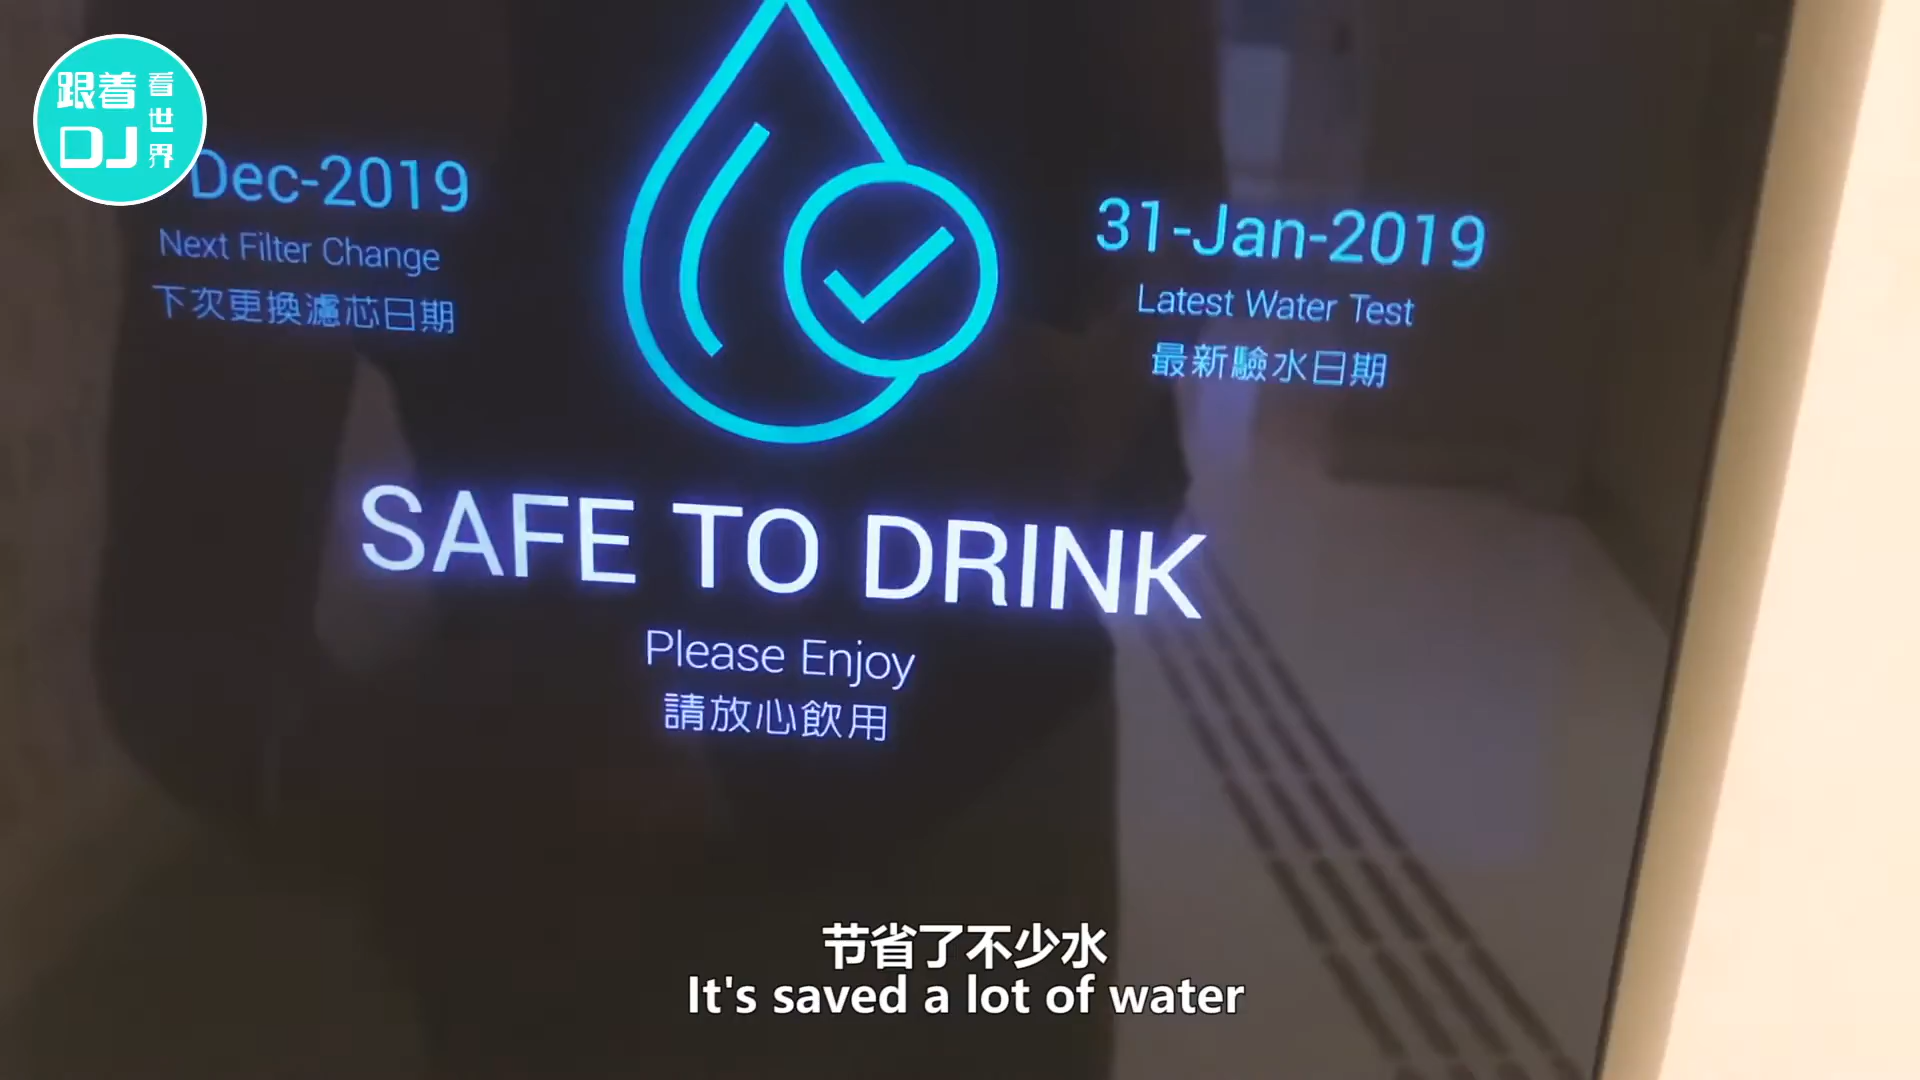 跟着
DJ
看世界
Dec-2019
Next Filter Change
下次更換濾芯日期
31-Jan-2019
Latest Water Test
最新驗水日期
SAFE TO DRINK
Please Enjoy
請放心飲用
节省了不少水
It's saved a lot of water